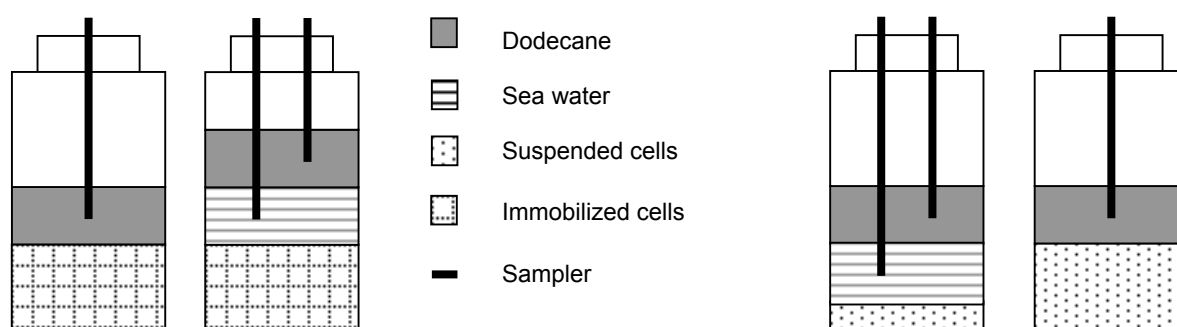 Dodecane
Sea water
Suspended cells
Immobilized cells
Sampler